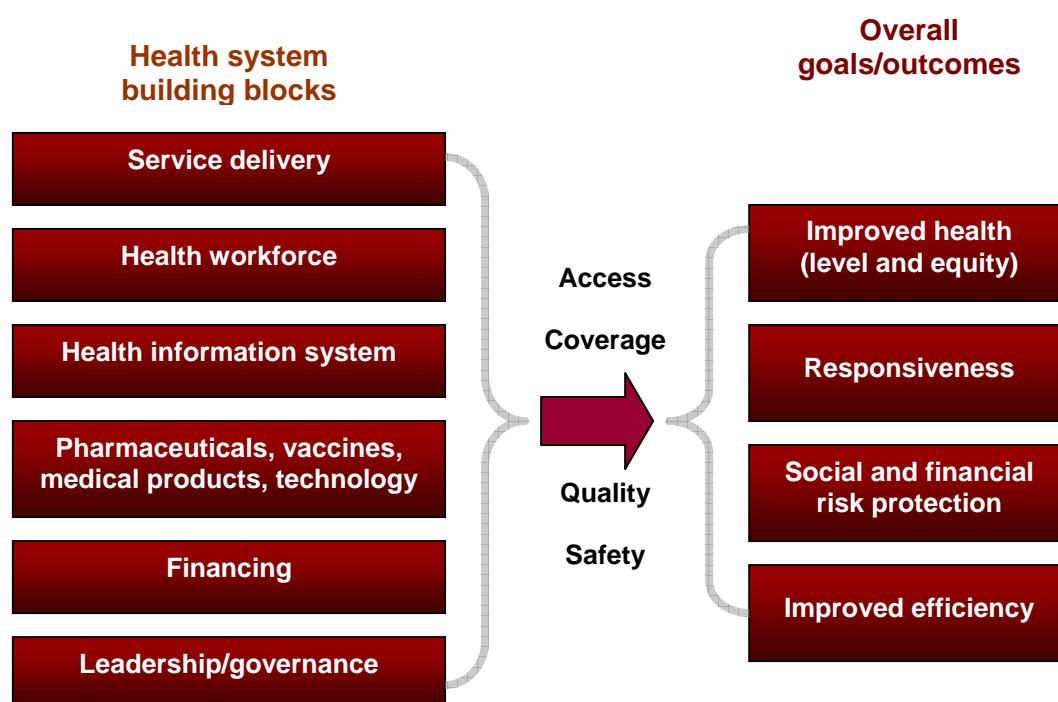 Health system
building blocks
Service delivery
Health workforce
Health information system
Pharmaceuticals, vaccines,
medical products, technology
Financing
Leadership/governance
Access
Coverage
Quality
Safety
Overall
goals/outcomes
Improved health
(level and equity)
Responsiveness
Social and financial
risk protection
Improved efficiency